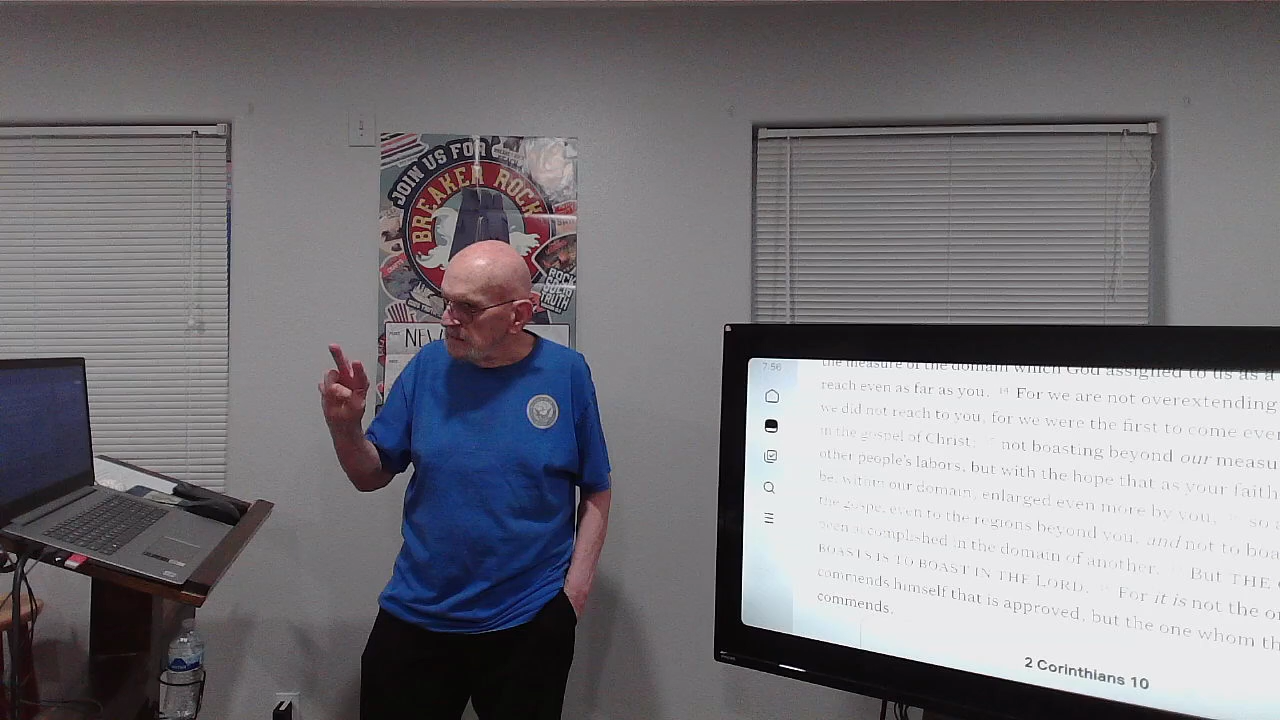 JOIN US FOR
BREAKER ROCK
ROCK
SOLID
TRUTH
NEV
7:56
the measure of the domain which God assigned to us as a
reach even as far as you. 14 For we are not overextending
we did not reach to you, for we were the first to come even
in the gospel of Christ; not boasting beyond our measu
other people's labors, but with the hope that as your faith
be, within our domain, enlarged even more by you, so
the gospel even to the regions beyond you, and not to boa
been accomplished in the domain of another. But THE
BOASTS IS TO BOAST IN THE LORD. For it is not the o
commends himself that is approved, but the one whom th
commends.
2 Corinthians 10